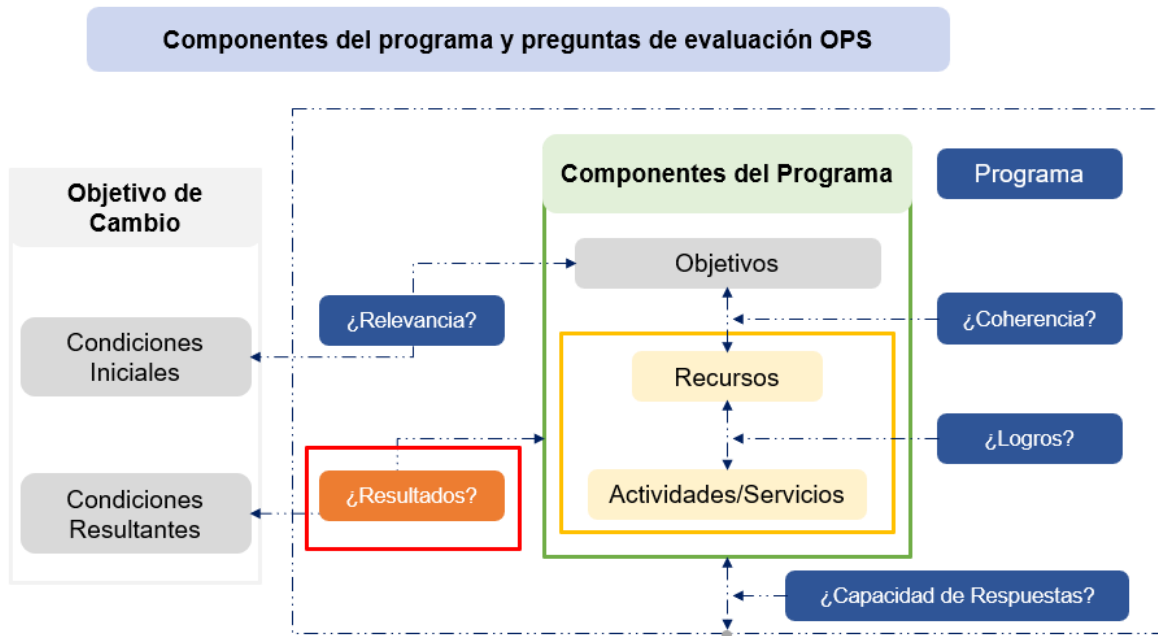 Componentes del programa y preguntas de evaluación OPS
Objetivo de
Cambio
Condiciones
Iniciales
Condiciones
Resultantes
¿Relevancia?
¿Resultados?
Componentes del Programa
Objetivos
Recursos
Actividades/Servicios
Programa
¿Coherencia?
¿Logros?
¿Capacidad de Respuestas?